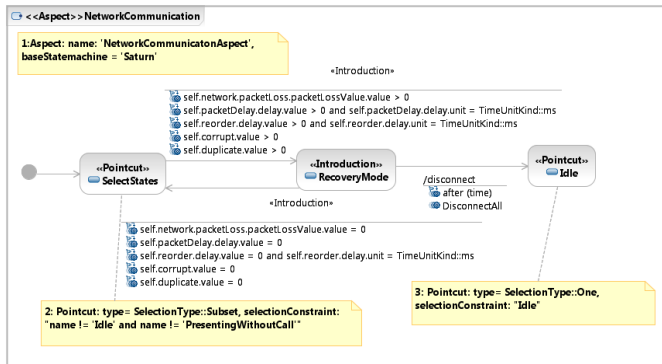 <<Aspect>>NetworkCommunication
1:Aspect: name: 'NetworkCommunicatonAspect',
baseStatemachine = 'Saturn'
«Introduction»
self.network.packetLoss.packetLossValue.value > 0
self.packetDelay.delay.value > 0 and self.packetDelay.delay.unit = TimeUnitKind::ms
self.reorder.delay.value > 0 and self.reorder.delay.unit = TimeUnitKind::ms
self.corrupt.value > 0
self.duplicate.value > 0
«Pointcut»
SelectStates
«Introduction»
RecoveryMode
«Pointcut»
Idle
/disconnect
after (time)
DisconnectAll
«Introduction»
self.network.packetLoss.packetLossValue.value = 0
self.packetDelay.delay.value = 0
self.reorder.delay.value = 0 and self.reorder.delay.unit = TimeUnitKind::ms
self.corrupt.value = 0
self.duplicate.value = 0
2: Pointcut: type= SelectionType::Subset, selectionConstraint:
"name != 'Idle' and name != 'PresentingWithoutCall'"
3: Pointcut: type= SelectionType::One,
selectionConstraint: "Idle"